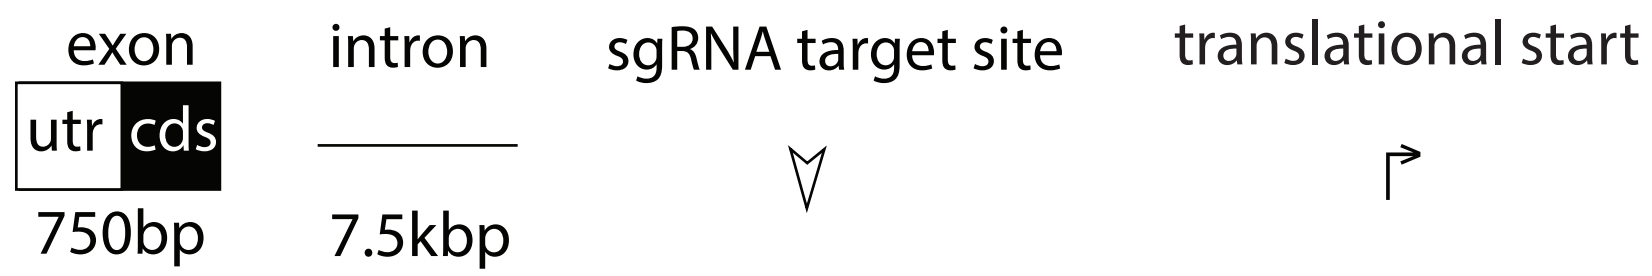 exon intron sgRNA target site translational start
utr cds
750bp 7.5kbp